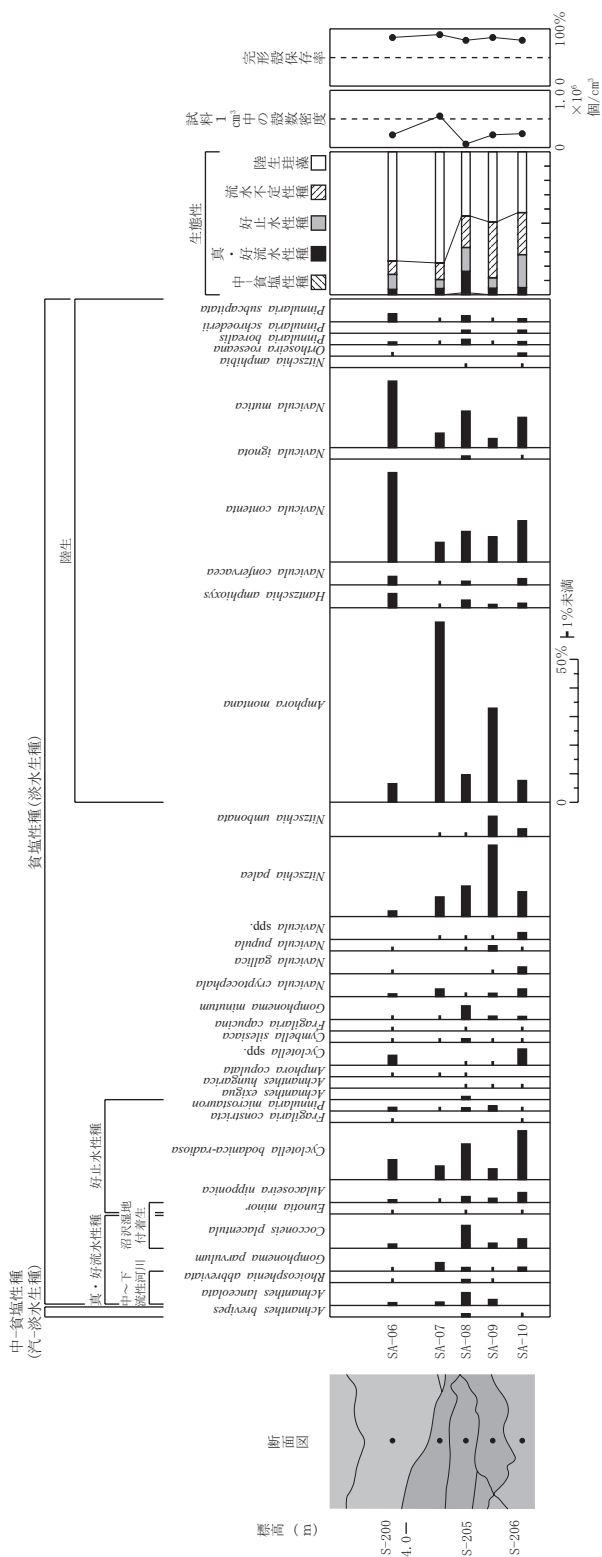 標高 (m)
断面図
中-貧塩性種
(汽-淡水生種)
貧塩性種(淡水生種)
真・好流水性種
好止水性種
陸生
中～下
流性河川
沼沢湿地
付着生
Achnanthes brevipes
Achnanthes lanceolata
Rhoicosphenia abbreviata
Gomphonema parvulum
Cocconeis placentula
Eunotia minor
Aulacoseira nipponica
Cyclotella bodanica-radiosa
Fragilaria constricta
Pinnularia microstauron
Achnanthes exigua
Achnanthes hungarica
Amphora copulata
Cyclotella spp.
Cymbella silesiaca
Fragilaria capucina
Gomphonema minutum
Navicula cryptocephala
Navicula gallica
Navicula pupula
Navicula spp.
Nitzschia palea
Nitzschia umbonata
Amphora montana
Hantzschia amphioxys
Navicula confervacea
Navicula contenta
Navicula ignota
Navicula mutica
Nitzschia amphibia
Orthoseira roeseana
Pinnularia borealis
Pinnularia schroederii
Pinnularia subcapitata
生態性
中-貧塩性種
真・好流水性種
好止水性種
流水不定性種
陸生珪藻
試料1cm³中の殻数密度
完形殻保存率
S-200
4.0
S-205
S-206
SA-06
SA-07
SA-08
SA-09
SA-10
0
50%
1%未満
0
1.0
×10⁶
個/cm³
0
100%